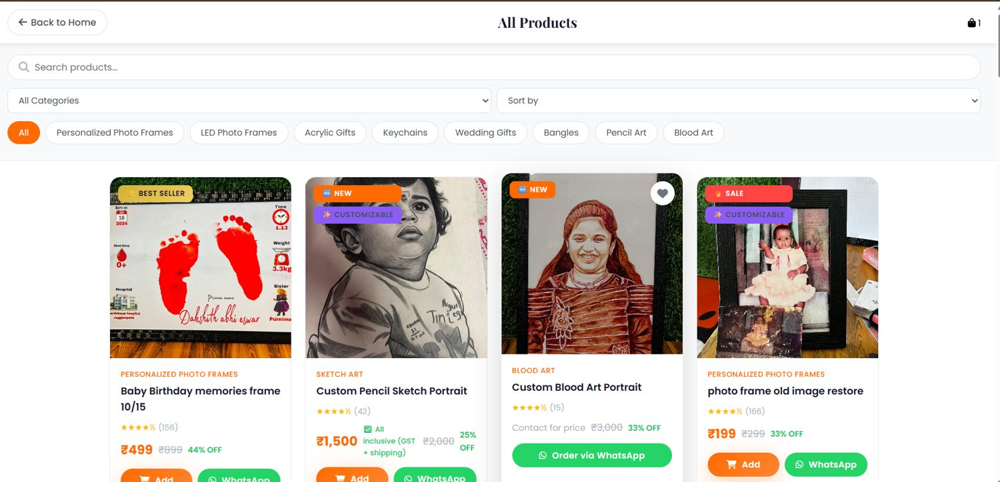 Back to Home
All Products
1
Search products...
All Categories
Sort by
All
Personalized Photo Frames
LED Photo Frames
Acrylic Gifts
Keychains
Wedding Gifts
Bangles
Pencil Art
Blood Art
BEST SELLER
Born on
SEP
18
2024
Time
1.13
Blood Group
O+
Weight
3.3kg
Hospital
Sister
Princes name
Dakshith abhi eswar
Purnima
NEW
CUSTOMIZABLE
NEW
SALE
CUSTOMIZABLE
PERSONALIZED PHOTO FRAMES
Baby Birthday memories frame
10/15
★★★★½ (156)
₹499 ₹899 44% OFF
Add
WhatsApp
SKETCH ART
Custom Pencil Sketch Portrait
★★★★½ (42)
₹1,500 ✅ All inclusive (GST + shipping) ₹2,000 25% OFF
Add
WhatsApp
BLOOD ART
Custom Blood Art Portrait
★★★★½ (15)
Contact for price ₹3,000 33% OFF
Order via WhatsApp
PERSONALIZED PHOTO FRAMES
photo frame old image restore
★★★★½ (166)
₹199 ₹299 33% OFF
Add
WhatsApp